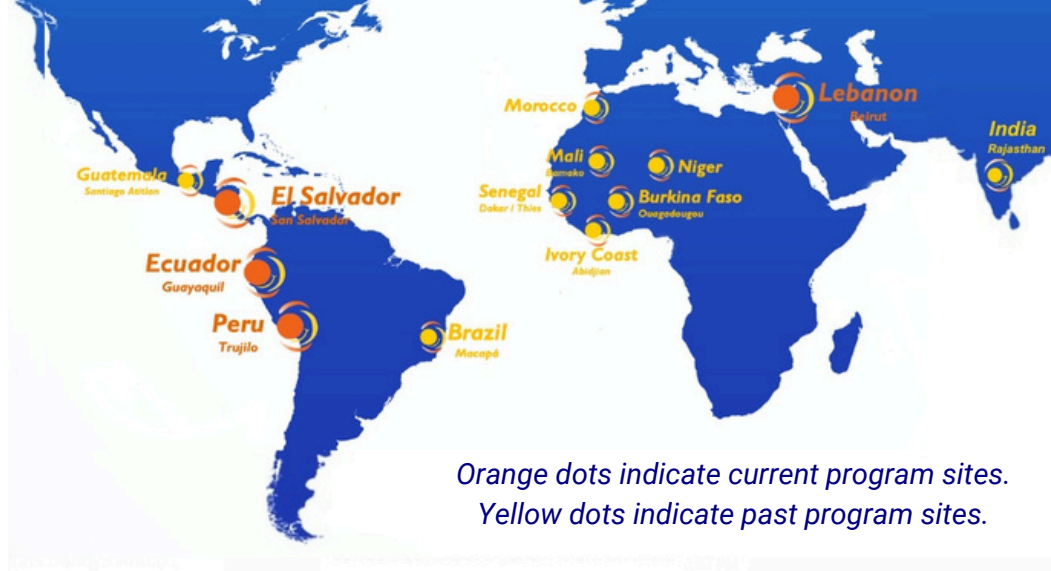 Morocco
Lebanon
Beirut
India
Rajasthan
Mali
Bamako
Niger
Guatemala
Santiago Atitlan
El Salvador
San Salvador
Senegal
Dakar / Thies
Burkina Faso
Ouagadougou
Ivory Coast
Abidjian
Ecuador
Guayaquil
Peru
Trujilo
Brazil
Macapá
Orange dots indicate current program sites.
Yellow dots indicate past program sites.